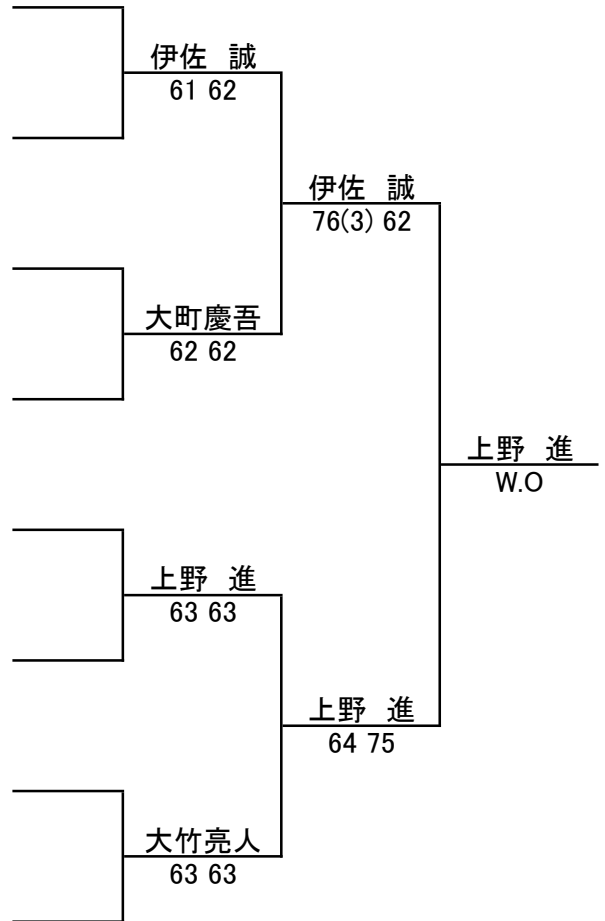 伊佐　誠
61 62
伊佐　誠
76(3) 62
大町慶吾
62 62
上野　進
W.O
上野　進
63 63
上野　進
64 75
大竹亮人
63 63